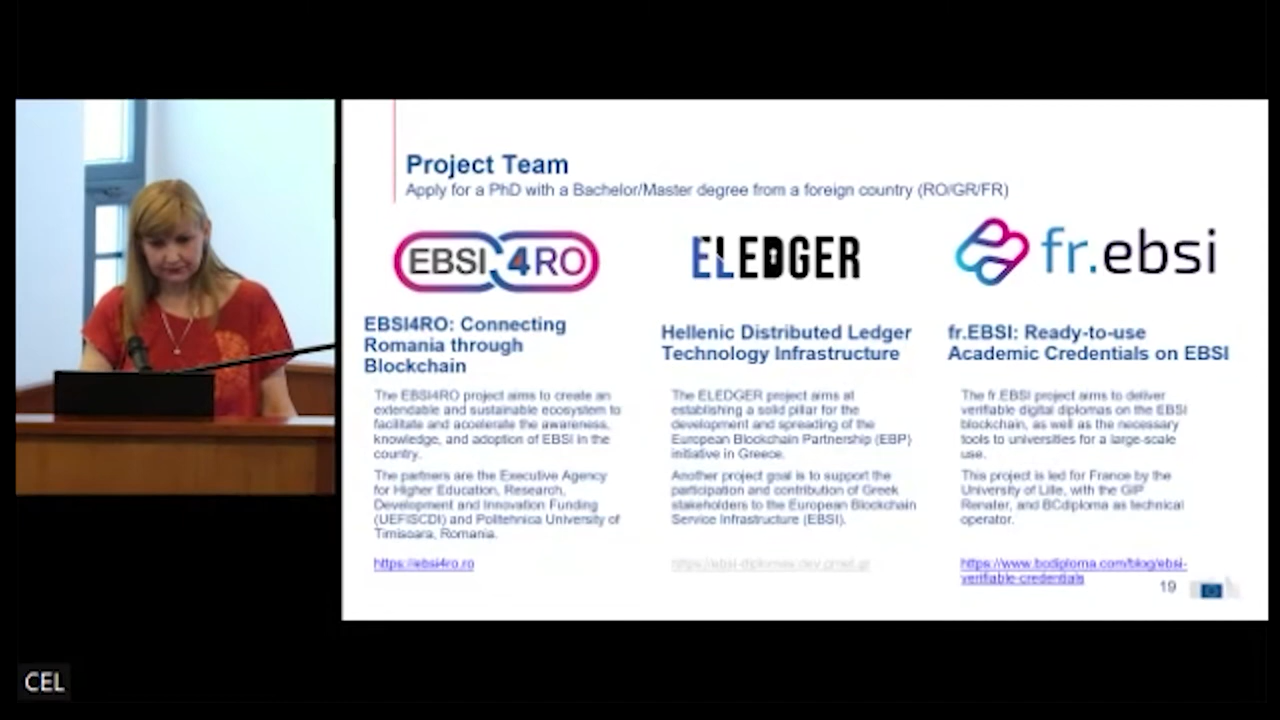 Project Team
Apply for a PhD with a Bachelor/Master degree from a foreign country (RO/GR/FR)
EBSI4RO
ELEDGER
fr.ebsi
EBSI4RO: Connecting
Romania through
Blockchain
The EBSI4RO project aims to create an
extendable and sustainable ecosystem to
facilitate and accelerate the awareness,
knowledge, and adoption of EBSI in the
country.
The partners are the Executive Agency
for Higher Education, Research,
Development and Innovation Funding
(UEFISCDI) and Politehnica University of
Timisoara, Romania.
https://ebsi4ro.ro
Hellenic Distributed Ledger
Technology Infrastructure
The ELEDGER project aims at
establishing a solid pillar for the
development and spreading of the
European Blockchain Partnership (EBP)
initiative in Greece.
Another project goal is to support the
participation and contribution of Greek
stakeholders to the European Blockchain
Service Infrastructure (EBSI).
fr.EBSI: Ready-to-use
Academic Credentials on EBSI
The fr.EBSI project aims to deliver
verifiable digital diplomas on the EBSI
blockchain, as well as the necessary
tools to universities for a large-scale
use.
This project is led for France by the
University of Lille, with the GIP
Renater, and BCdiploma as technical
operator.
https://www.bcdiploma.com/blog/ebsi-
verifiable-credentials
19
CEL